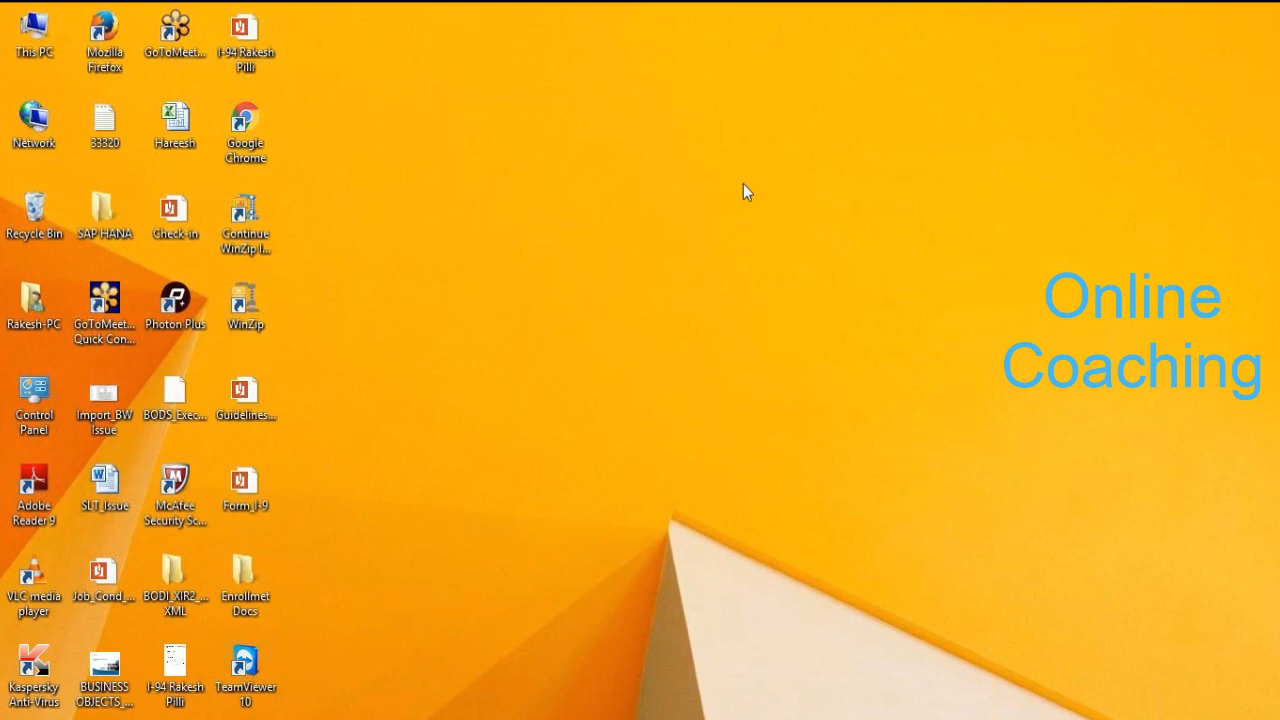 This PC
Mozilla
Firefox
GoToMeet...
I-94 Rakesh
Pilli
Network
33320
Hareesh
Google
Chrome
Recycle Bin
SAP HANA
Check-in
Continue
WinZip I...
Rakesh-PC
GoToMeet...
Quick Con...
Photon Plus
WinZip
Control
Panel
Import_BW
Issue
BODS_Exec...
Guidelines...
Adobe
Reader 9
SLT_Issue
McAfee
Security Sc...
Form_I-9
VLC media
player
Job_Cond_...
BODI_XIR2_...
XML
Enrollmet
Docs
Kaspersky
Anti-Virus
BUSINESS
OBJECTS_...
I-94 Rakesh
Pilli
TeamViewer
10
Online
Coaching